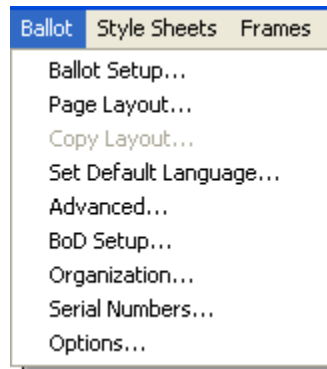 Ballot Style Sheets Frames
Ballot Setup...
Page Layout...
Copy Layout...
Set Default Language...
Advanced...
BoD Setup...
Organization...
Serial Numbers...
Options...